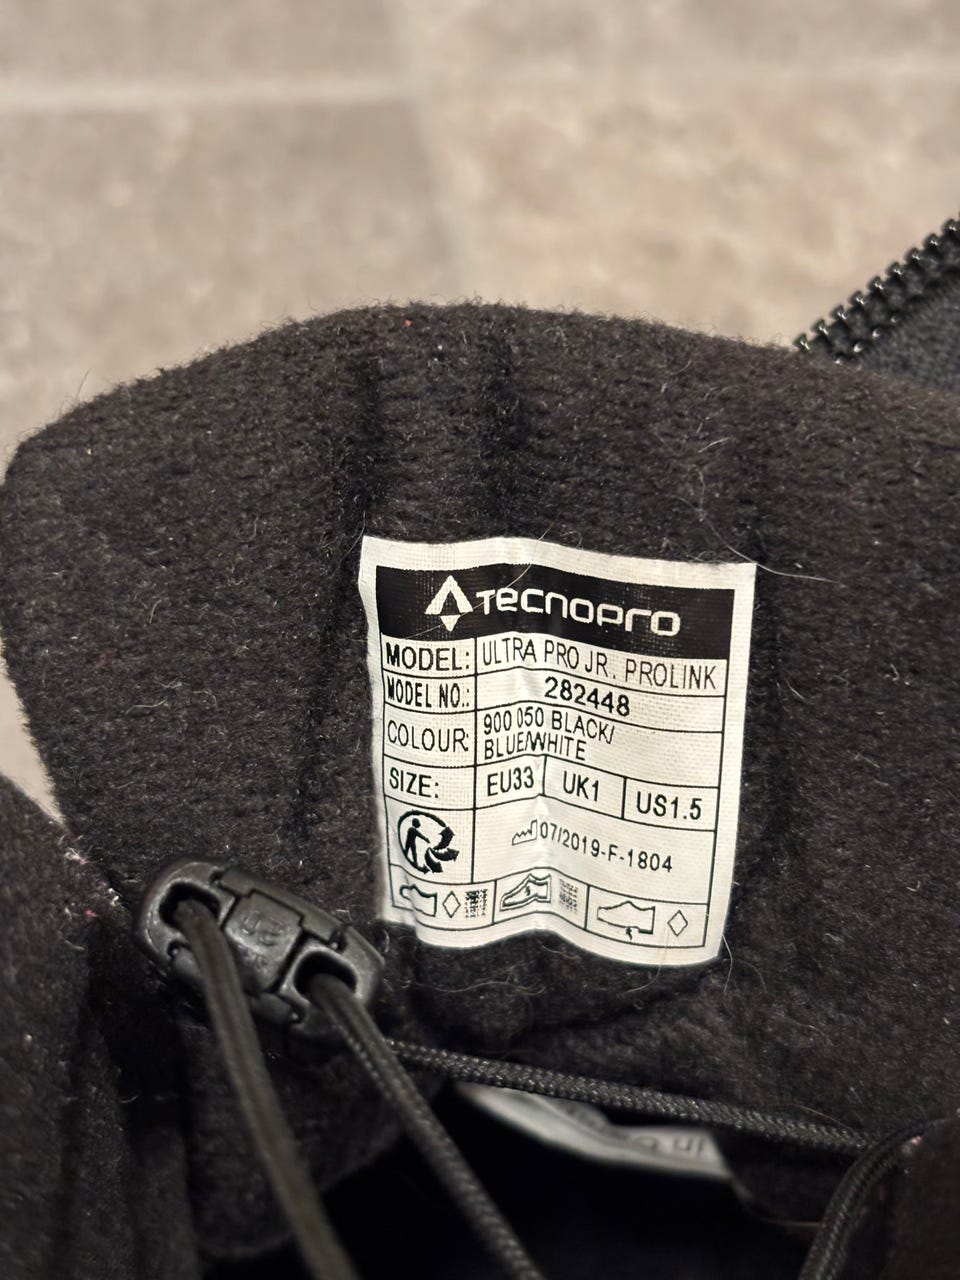 TECNOPRO
MODEL: ULTRA PRO JR. PROLINK
MODEL NO.: 282448
COLOUR 900 050 BLACK/
BLUE/WHITE
SIZE: EU33 UK1 US1.5
07/2019-F-1804